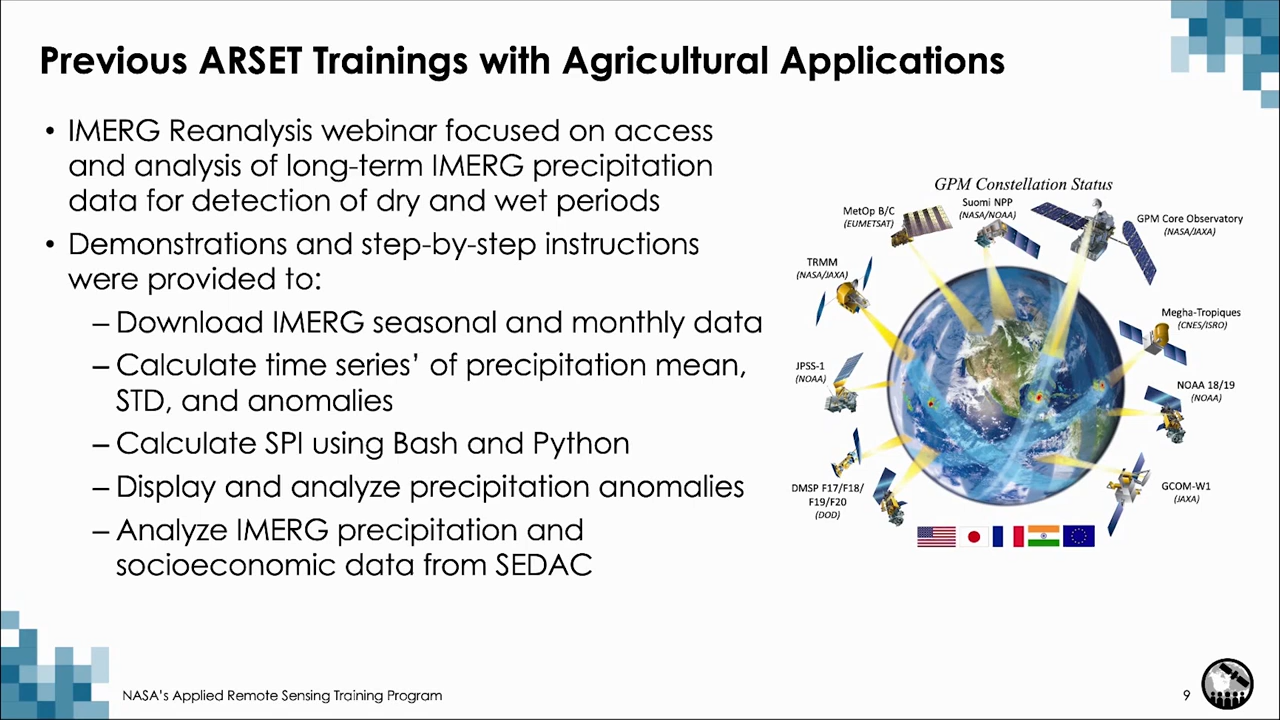 Previous ARSET Trainings with Agricultural Applications
• IMERG Reanalysis webinar focused on access
and analysis of long-term IMERG precipitation
data for detection of dry and wet periods
• Demonstrations and step-by-step instructions
were provided to:
– Download IMERG seasonal and monthly data
– Calculate time series’ of precipitation mean,
STD, and anomalies
– Calculate SPI using Bash and Python
– Display and analyze precipitation anomalies
– Analyze IMERG precipitation and
socioeconomic data from SEDAC
GPM Constellation Status
MetOp B/C
(EUMETSAT)
Suomi NPP
(NASA/NOAA)
GPM Core Observatory
(NASA/JAXA)
TRMM
(NASA/JAXA)
Megha-Tropiques
(CNES/ISRO)
JPSS-1
(NOAA)
NOAA 18/19
(NOAA)
DMSP F17/F18/
F19/F20
(DOD)
GCOM-W1
(JAXA)
NASA’s Applied Remote Sensing Training Program
9